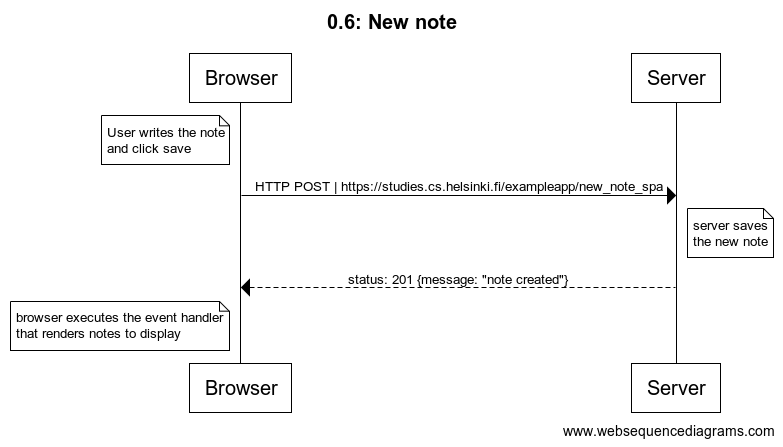 0.6: New note
Browser
Server
User writes the note
and click save
HTTP POST | https://studies.cs.helsinki.fi/exampleapp/new_note_spa
server saves
the new note
status: 201 {message: "note created"}
browser executes the event handler
that renders notes to display
Browser
Server
www.websequencediagrams.com